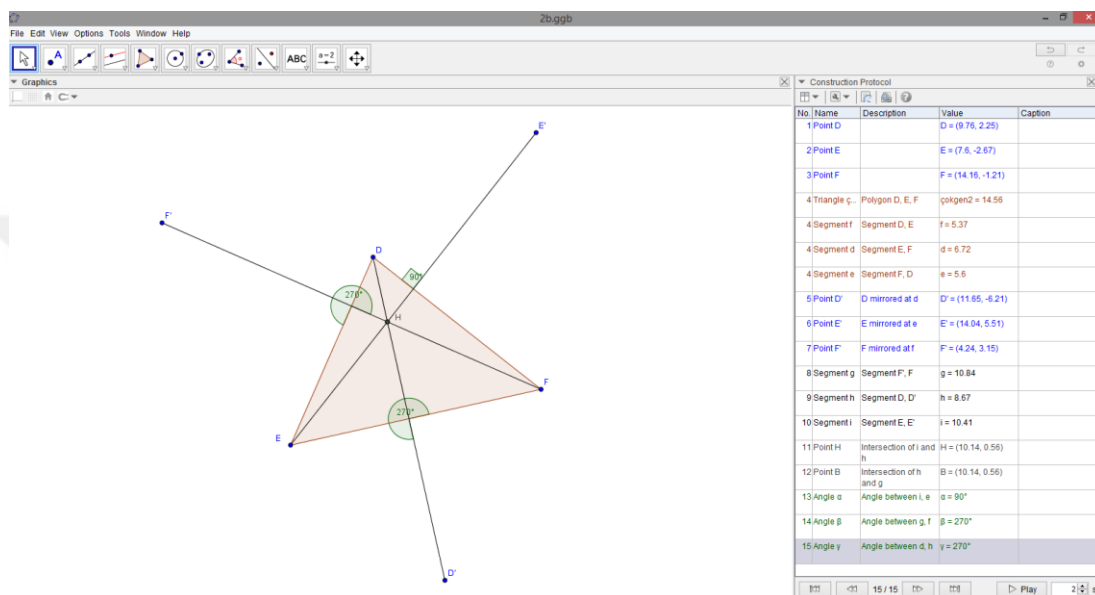 2b.ggb
File Edit View Options Tools Window Help
A
ABC
a=2
Graphics
E'
F'
D
90°
270°
H
F
270°
E
D'
Construction Protocol
No. Name Description Value Caption
1 Point D D = (9.76, 2.25)
2 Point E E = (7.6, -2.67)
3 Point F F = (14.16, -1.21)
4 Triangle ç... Polygon D, E, F çokgen2 = 14.56
4 Segment f Segment D, E f = 5.37
4 Segment d Segment E, F d = 6.72
4 Segment e Segment F, D e = 5.6
5 Point D' D mirrored at d D' = (11.65, -6.21)
6 Point E' E mirrored at e E' = (14.04, 5.51)
7 Point F' F mirrored at f F' = (4.24, 3.15)
8 Segment g Segment F', F g = 10.84
9 Segment h Segment D, D' h = 8.67
10 Segment i Segment E, E' i = 10.41
11 Point H Intersection of i and H = (10.14, 0.56)
h
12 Point B Intersection of h B = (10.14, 0.56)
and g
13 Angle α Angle between i, e α = 90°
14 Angle β Angle between g, f β = 270°
15 Angle γ Angle between d, h γ = 270°
15 / 15 Play 2